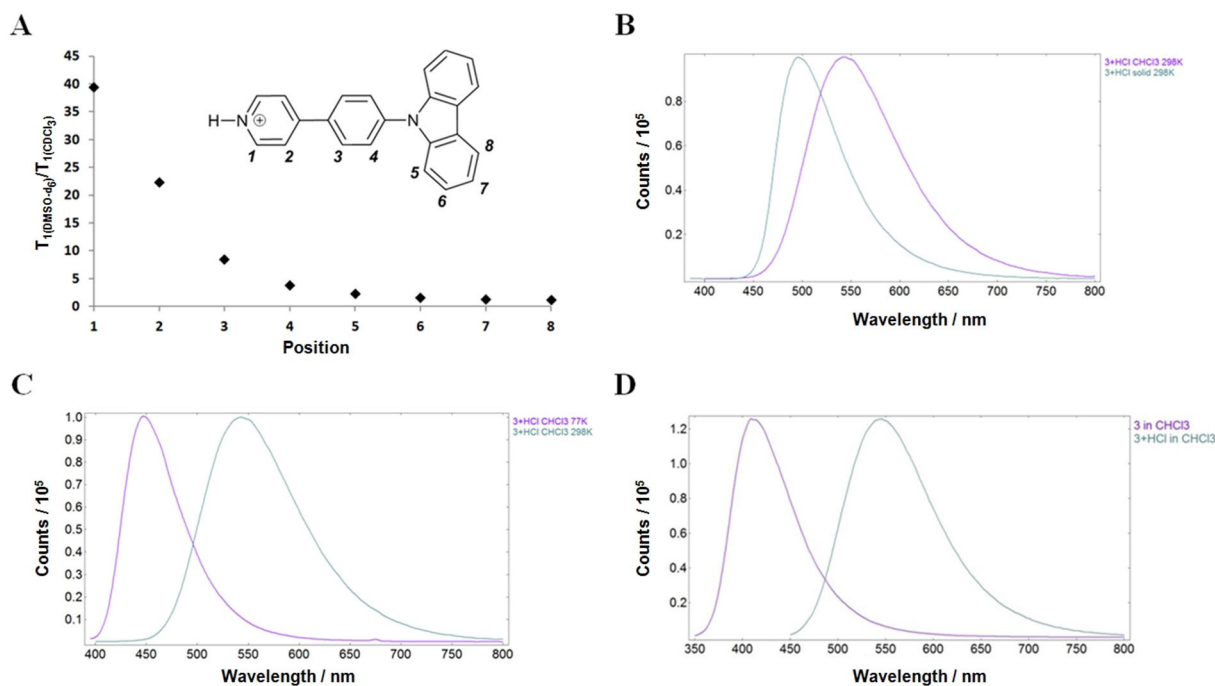 A
45
40
35
30
25
20
15
10
5
0
1 2 3 4 5 6 7 8
Position
T1(DMSO-d6)/T1(CDCl3)
H-N
⊕
N
1 2 3 4 5 6 7 8
B
3+HCl CHCl3 298K
3+HCl solid 298K
0.8
0.6
0.4
0.2
400 450 500 550 600 650 700 750 800
Wavelength / nm
Counts / 10⁵
C
3+HCl CHCl3 77K
3+HCl CHCl3 298K
1.0
0.9
0.8
0.7
0.6
0.5
0.4
0.3
0.2
0.1
400 450 500 550 600 650 700 750 800
Wavelength / nm
Counts / 10⁵
D
3 in CHCl3
3+HCl in CHCl3
1.2
1.0
0.8
0.6
0.4
0.2
350 400 450 500 550 600 650 700 750 800
Wavelength / nm
Counts / 10⁵